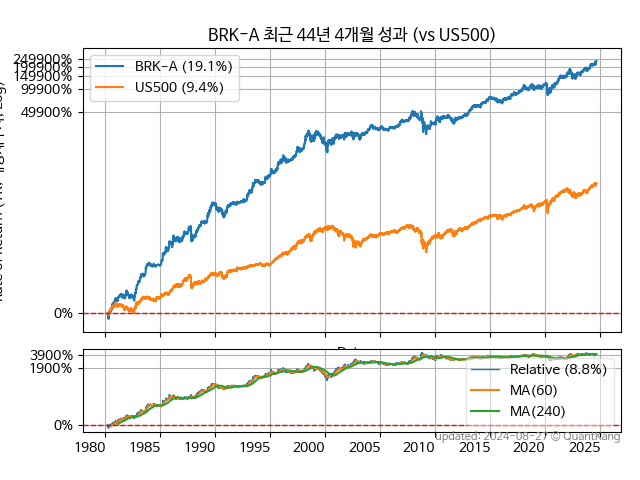 BRK-A 최근 44년 4개월 성과 (vs US500)
249900%
199900%
149900%
99900%
49900%
0%
BRK-A (19.1%)
US500 (9.4%)
3900%
1900%
0%
Relative (8.8%)
MA(60)
MA(240)
1980 1985 1990 1995 2000 2005 2010 2015 2020 2025
updated: 2024-08-27 © QuantKang